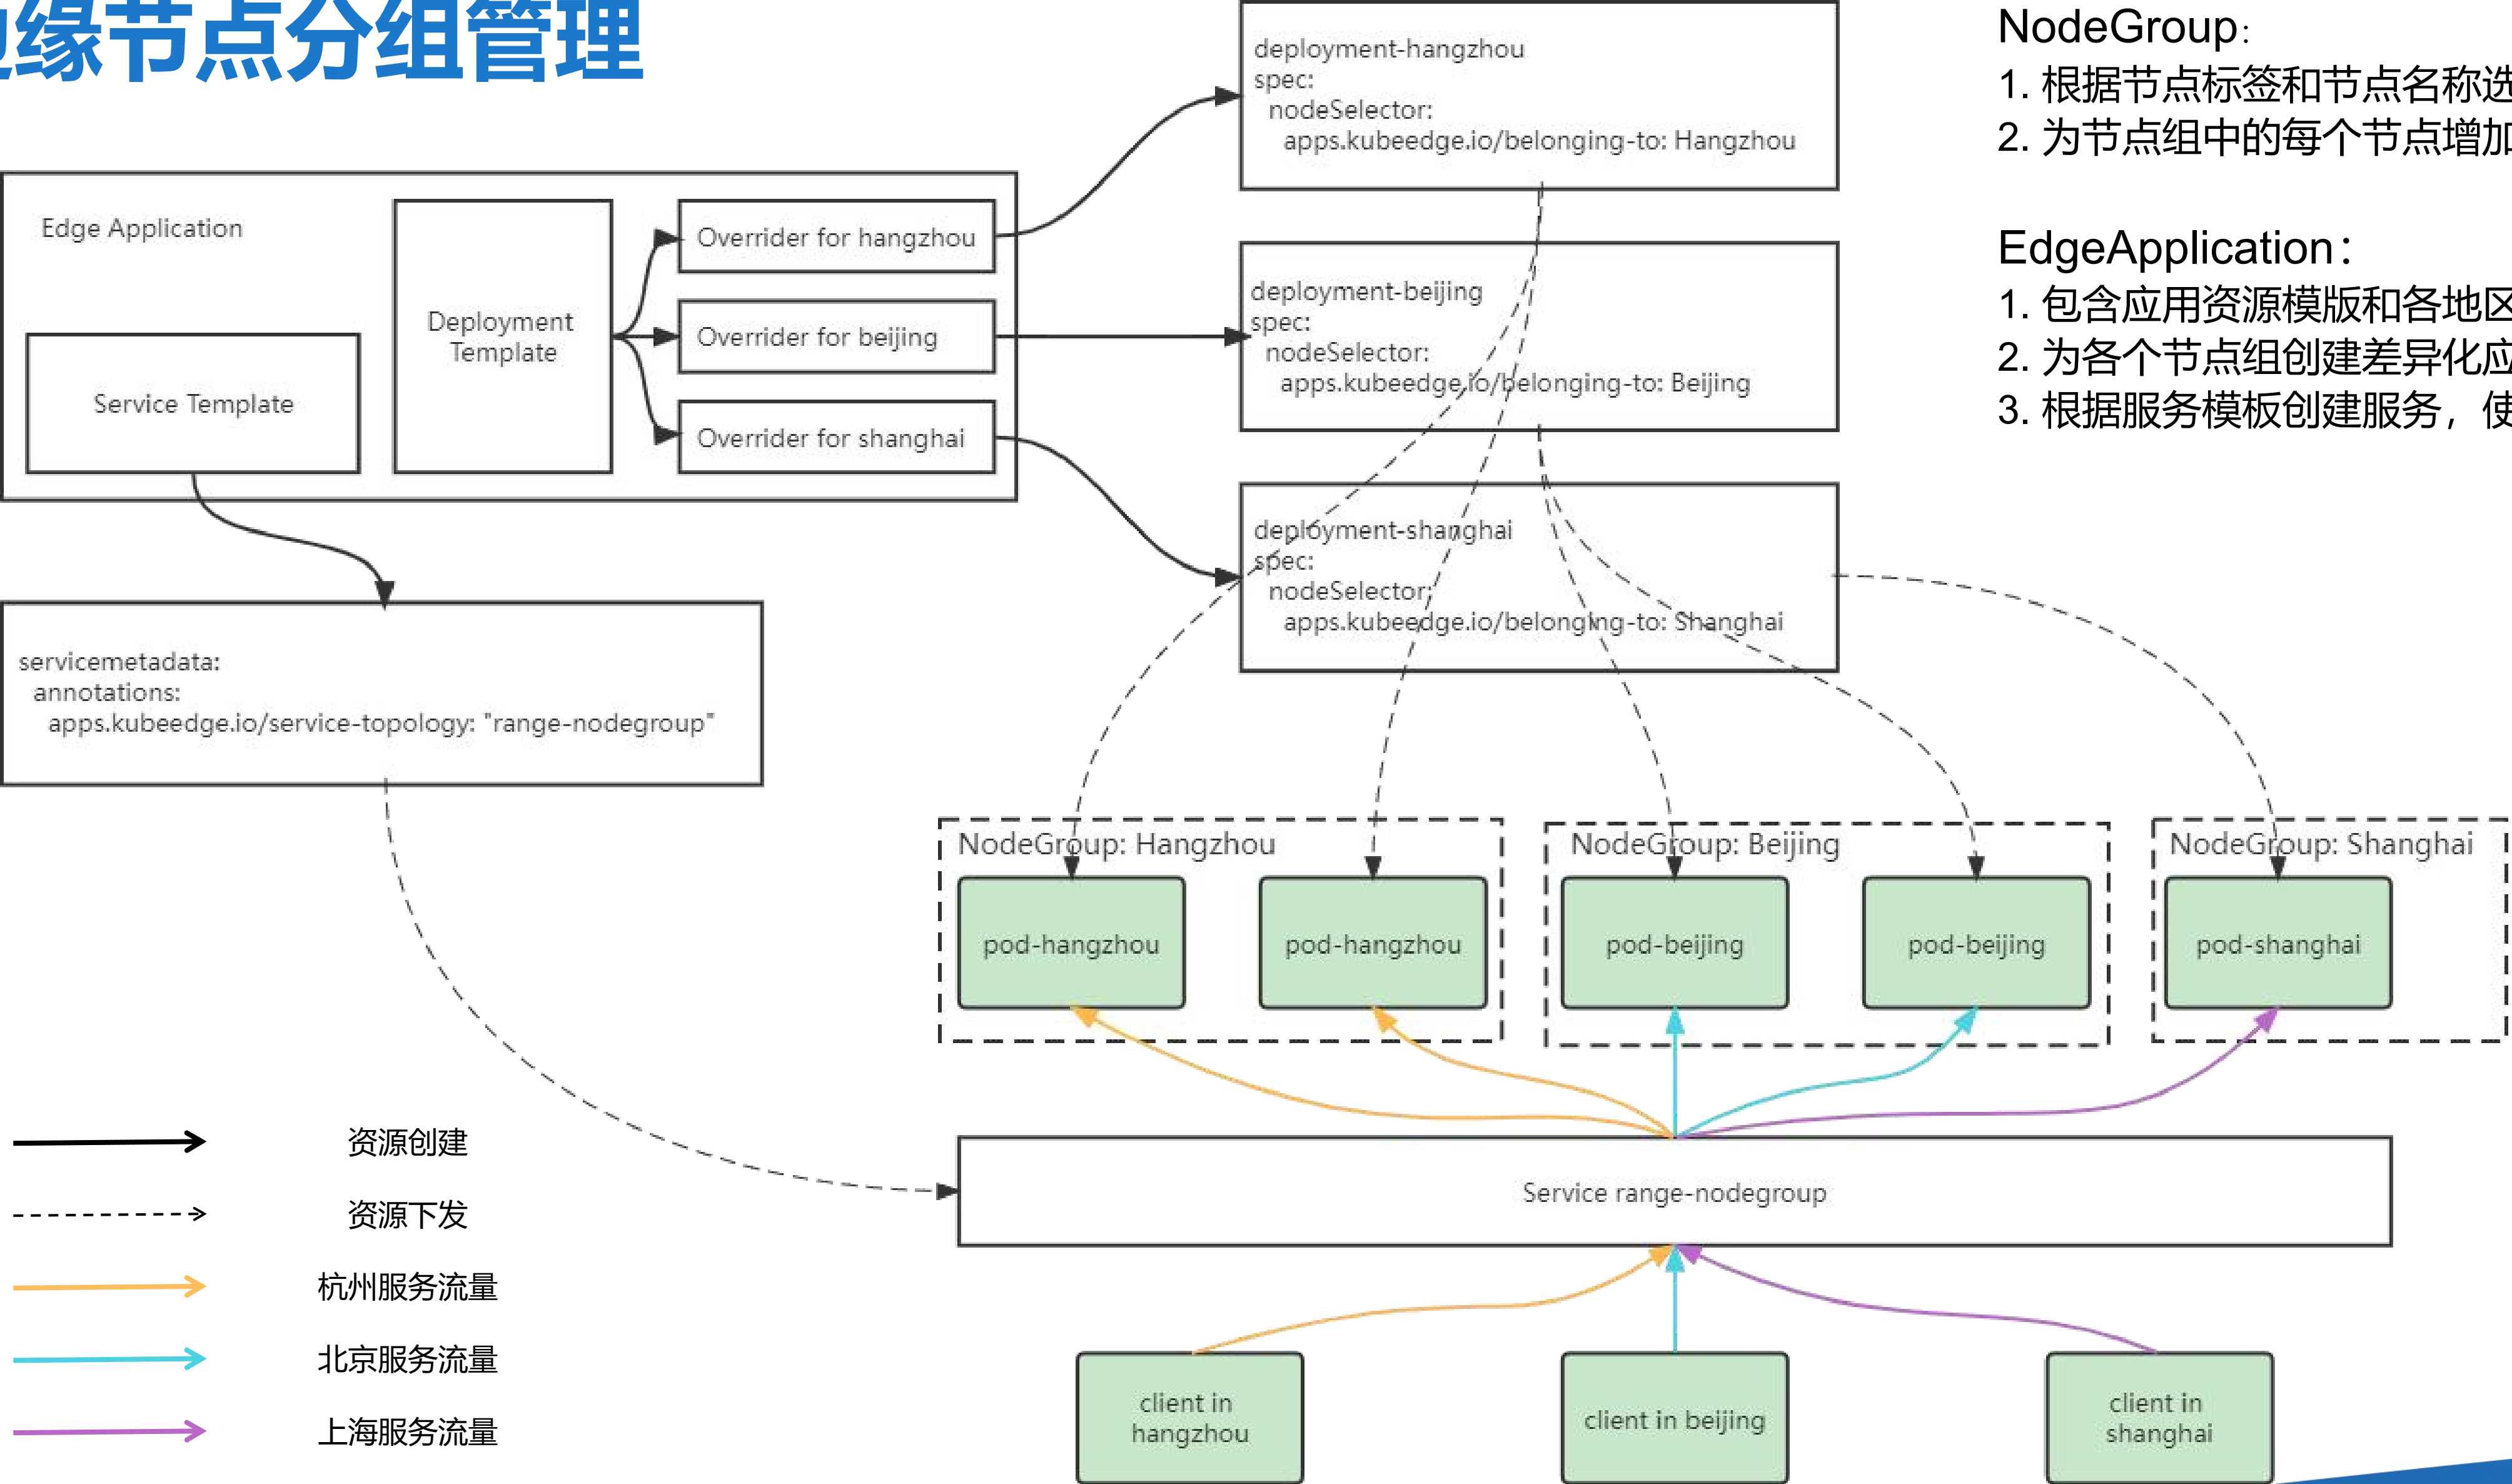 边缘节点分组管理
NodeGroup：
1. 根据节点标签和节点名称选
2. 为节点组中的每个节点增加
EdgeApplication：
1. 包含应用资源模版和各地区
2. 为各个节点组创建差异化应
3. 根据服务模板创建服务，使
Edge Application
Service Template
Deployment
Template
Overrider for hangzhou
Overrider for beijing
Overrider for shanghai
deployment-hangzhou
spec:
nodeSelector:
apps.kubeedge.io/belonging-to: Hangzhou
deployment-beijing
spec:
nodeSelector:
apps.kubeedge.io/belonging-to: Beijing
deployment-shanghai
spec:
nodeSelector:
apps.kubeedge.io/belonging-to: Shanghai
servicemetadata:
annotations:
apps.kubeedge.io/service-topology: "range-nodegroup"
NodeGroup: Hangzhou
pod-hangzhou
pod-hangzhou
NodeGroup: Beijing
pod-beijing
pod-beijing
NodeGroup: Shanghai
pod-shanghai
Service range-nodegroup
client in
hangzhou
client in beijing
client in
shanghai
资源创建
资源下发
杭州服务流量
北京服务流量
上海服务流量